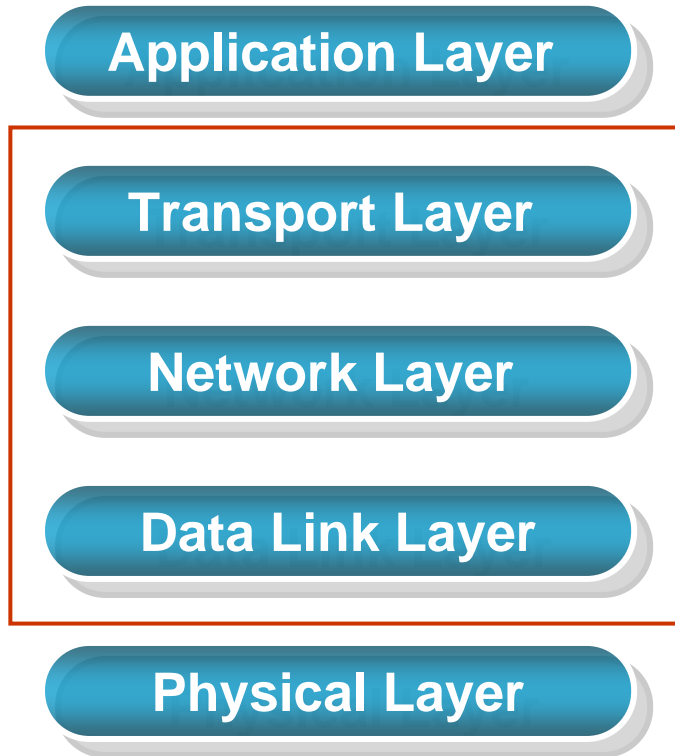 Application Layer
Transport Layer
Network Layer
Data Link Layer
Physical Layer